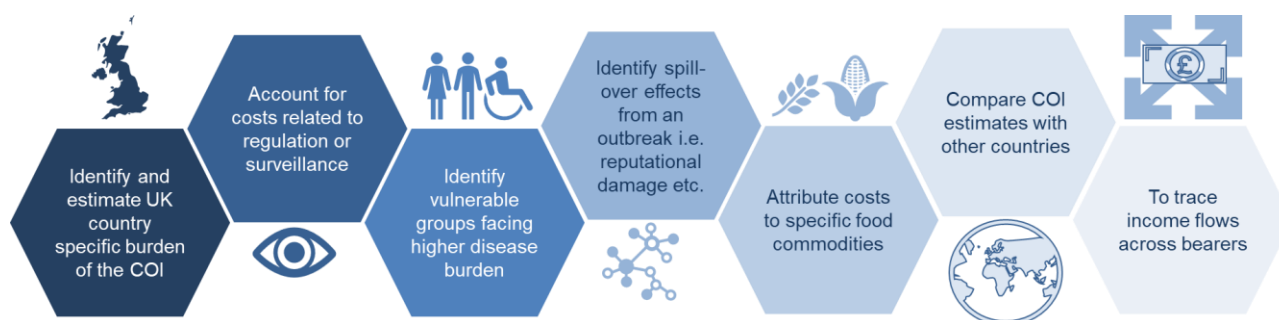 Identify and
estimate UK
country
specific burden
of the COI
Account for
costs related to
regulation or
surveillance
Identify
vulnerable
groups facing
higher disease
burden
Identify spill-
over effects
from an
outbreak i.e.
reputational
damage etc.
Attribute costs
to specific food
commodities
Compare COI
estimates with
other countries
£
To trace
income flows
across bearers